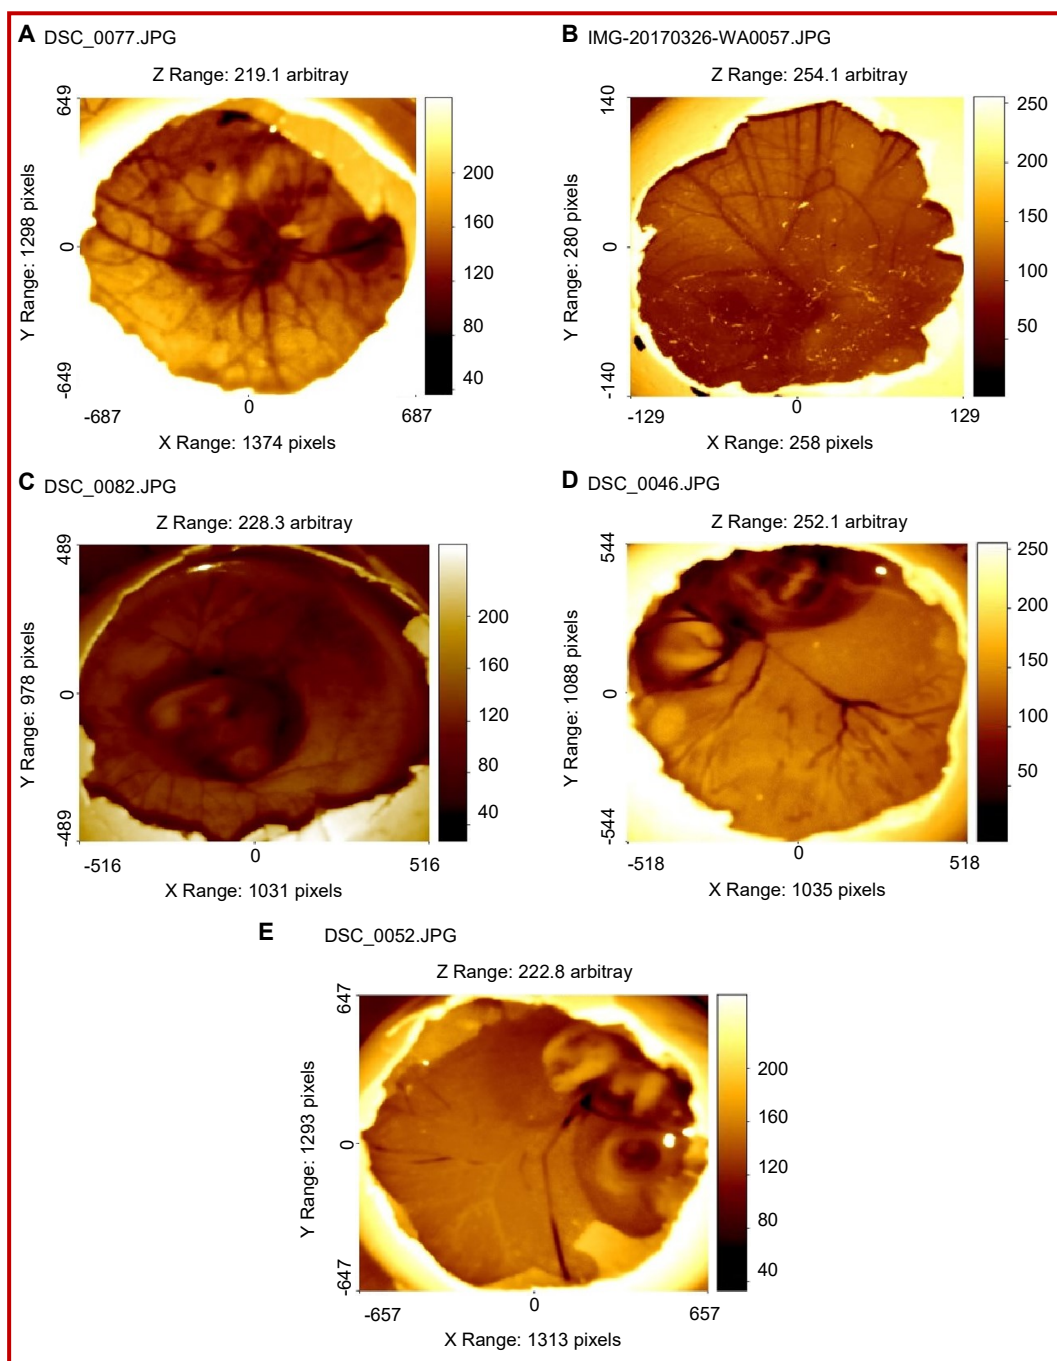 A DSC_0077.JPG
Z Range: 219.1 arbitray
649
0
-649
Y Range: 1298 pixels
200
160
120
80
40
-687
0
687
X Range: 1374 pixels
B IMG-20170326-WA0057.JPG
Z Range: 254.1 arbitray
140
0
-140
Y Range: 280 pixels
250
200
150
100
50
-129
0
129
X Range: 258 pixels
C DSC_0082.JPG
Z Range: 228.3 arbitray
489
0
-489
Y Range: 978 pixels
200
160
120
80
40
-516
0
516
X Range: 1031 pixels
D DSC_0046.JPG
Z Range: 252.1 arbitray
544
0
-544
Y Range: 1088 pixels
250
200
150
100
50
-518
0
518
X Range: 1035 pixels
E DSC_0052.JPG
Z Range: 222.8 arbitray
647
0
-647
Y Range: 1293 pixels
200
160
120
80
40
-657
0
657
X Range: 1313 pixels